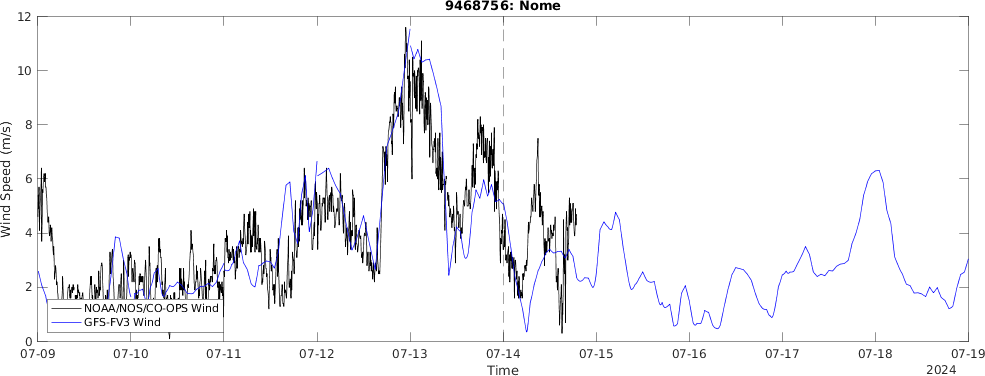 9468756: Nome
Wind Speed (m/s)
12
10
8
6
4
2
0
NOAA/NOS/CO-OPS Wind
GFS-FV3 Wind
07-09 07-10 07-11 07-12 07-13 07-14 07-15 07-16 07-17 07-18 07-19
Time
2024